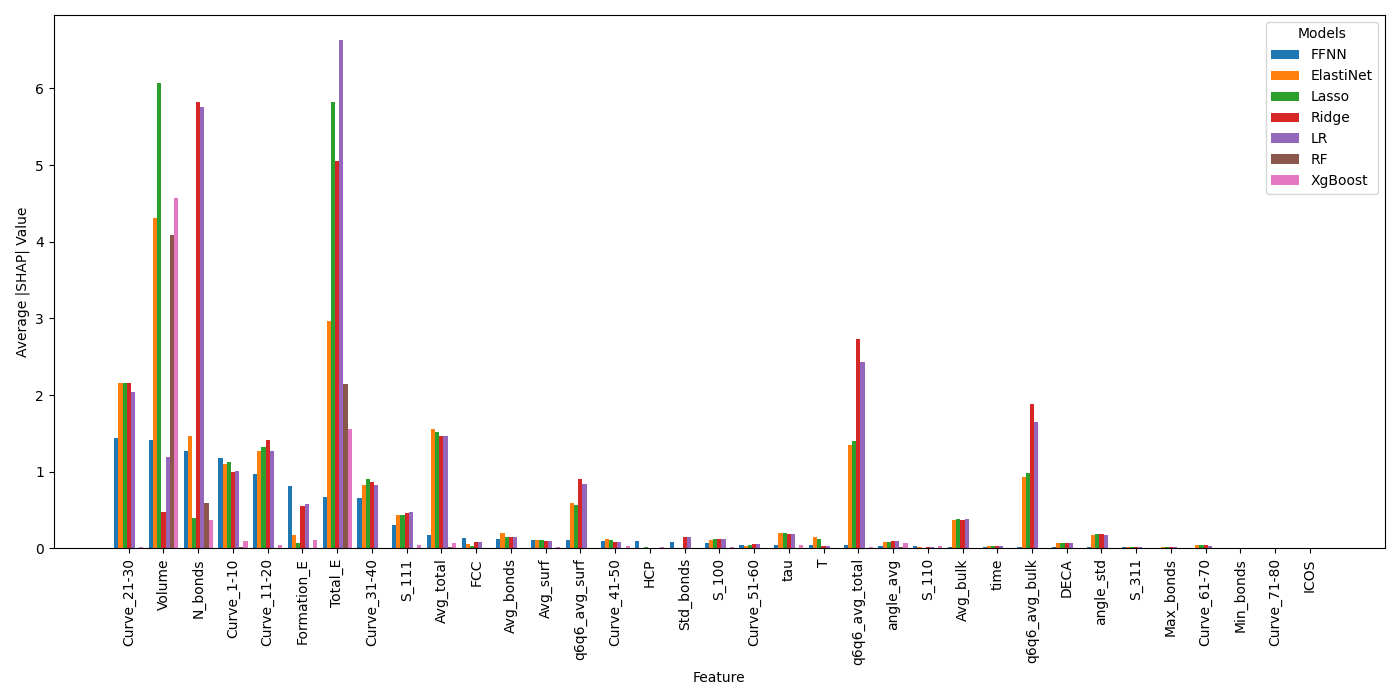 Models
FFNN
ElastiNet
Lasso
Ridge
LR
RF
XgBoost
Average |SHAP| Value
6
5
4
3
2
1
0
Curve_21-30
Volume
N_bonds
Curve_11-10
Curve_11-20
Formation_E
Total_E
Curve_31-40
S_111
Avg_total
FCC
Avg_bonds
Avg_surf
q6q6_avg_surf
Curve_41-50
HCP
Std_bonds
S_100
Curve_51-60
tau
T
q6q6_avg_total
angle_avg
S_110
Avg_bulk
time
q6q6_avg_bulk
DECA
angle_std
S_311
Max_bonds
Curve_61-70
Min_bonds
Curve_71-80
ICOS
Feature